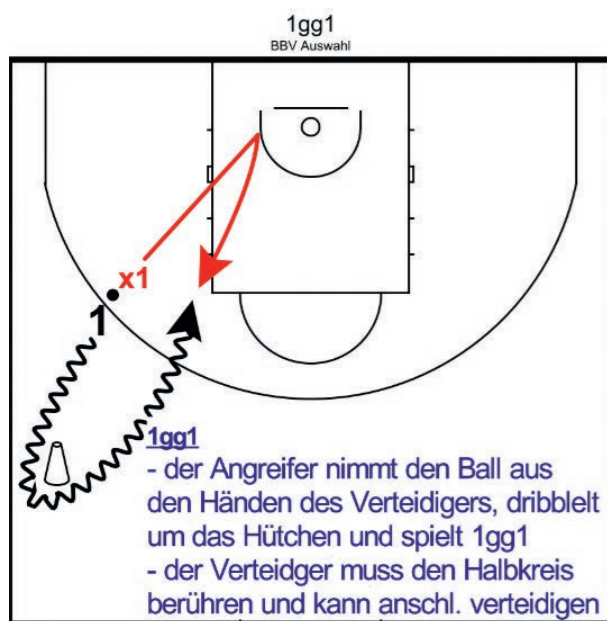 1gg1
BBV Auswahl
x1
1
1gg1
- der Angreifer nimmt den Ball aus
den Händen des Verteidigers, dribblelt
um das Hütchen und spielt 1gg1
- der Verteidger muss den Halbkreis
berühren und kann anschl. verteidigen